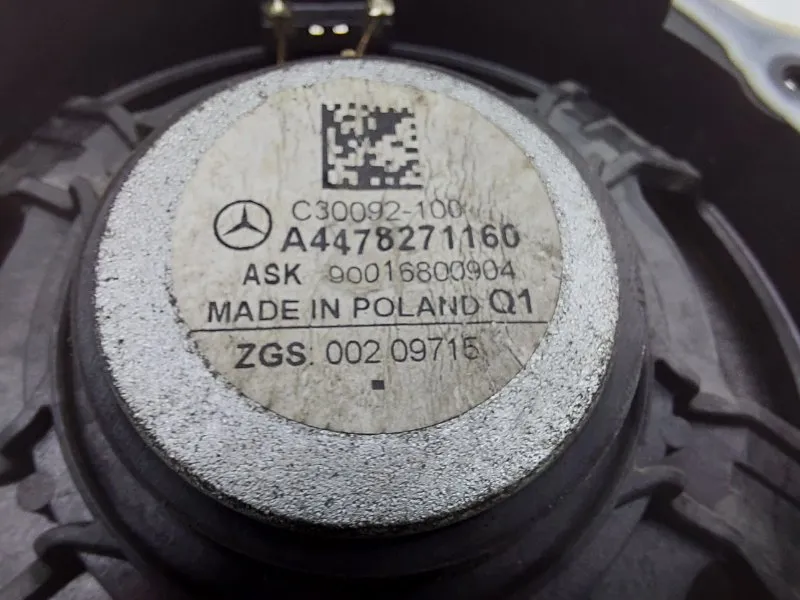 C30092-100
A4478271160
ASK 90016800904
MADE IN POLAND Q1
ZGS: 002 09715